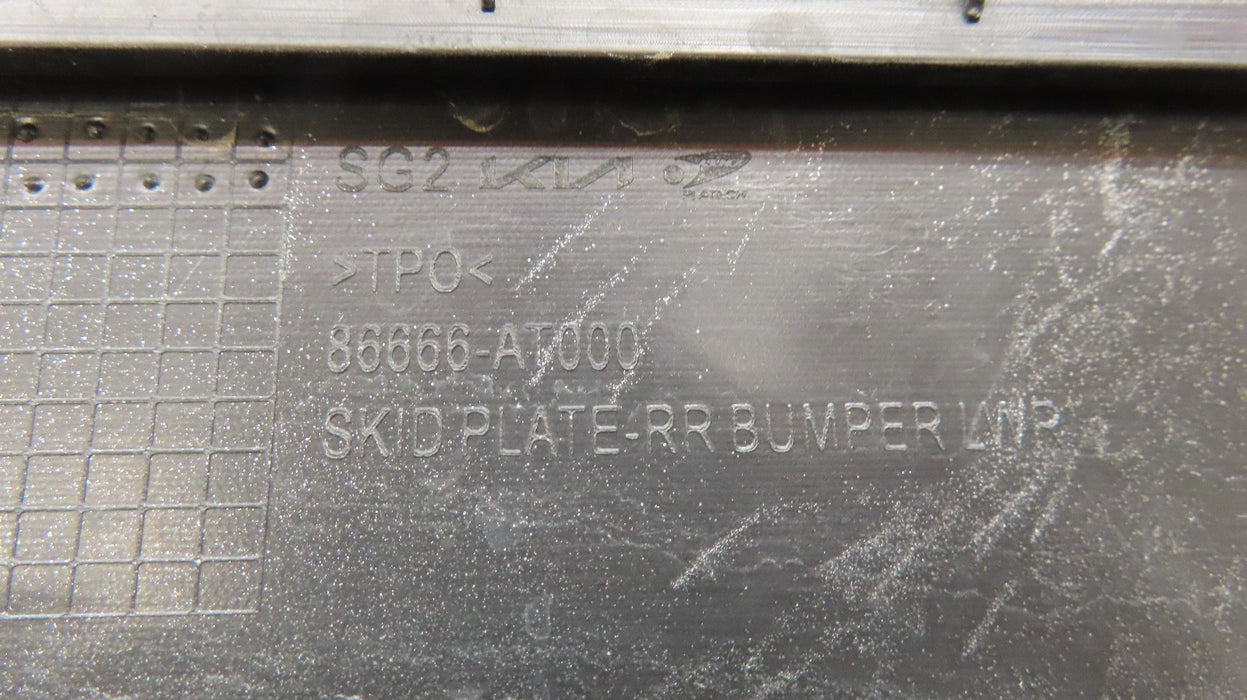 SG2 KIA
>TPO<
86666-AT000
SKID PLATE-RR BUMPER LWR